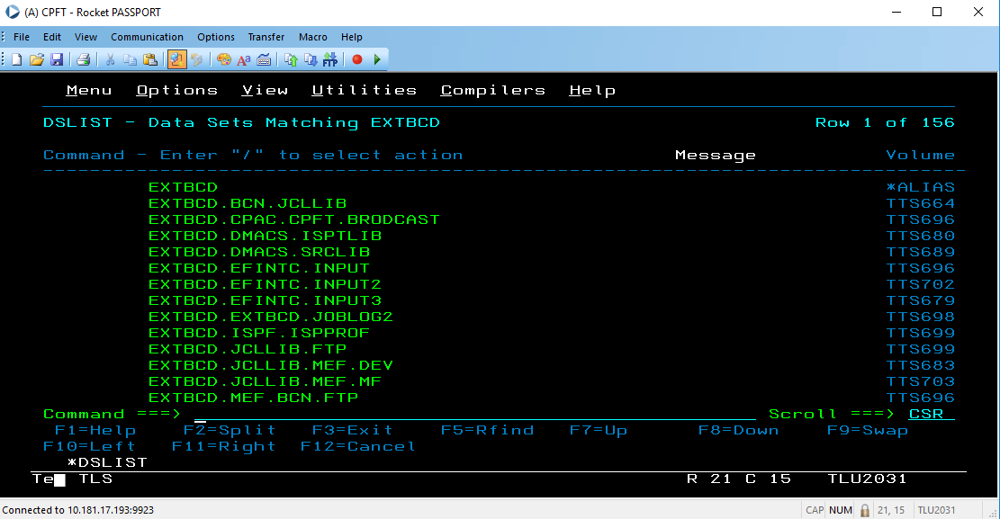 (A) CPFT - Rocket PASSPORT
File Edit View Communication Options Transfer Macro Help
FTP
Menu Options View Utilities Compilers Help
DSLIST - Data Sets Matching EXTBCD Row 1 of 156
Command - Enter "/" to select action Message Volume
EXTBCD *ALIAS
EXTBCD.BCN.JCLLIB TTS664
EXTBCD.CPAC.CPFT.BRODCAST TTS696
EXTBCD.DMACS.ISPTLIB TTS680
EXTBCD.DMACS.SRCLIB TTS689
EXTBCD.EFINTC.INPUT TTS696
EXTBCD.EFINTC.INPUT2 TTS702
EXTBCD.EFINTC.INPUT3 TTS679
EXTBCD.EXTBCD.JOBLOG2 TTS698
EXTBCD.ISPF.ISPPROF TTS699
EXTBCD.JCLLIB.FTP TTS699
EXTBCD.JCLLIB.MEF.DEV TTS683
EXTBCD.JCLLIB.MEF.MF TTS703
EXTBCD.MEF.BCN.FTP TTS696
Command ===> Scroll ===> CSR
F1=Help F2=Split F3=Exit F5=Rfind F7=Up F8=Down F9=Swap
F10=Left F11=Right F12=Cancel
*DSLIST
Te TLS R 21 C 15 TLU2031
Connected to 10.181.17.193:9923 CAP NUM 21, 15 TLU2031